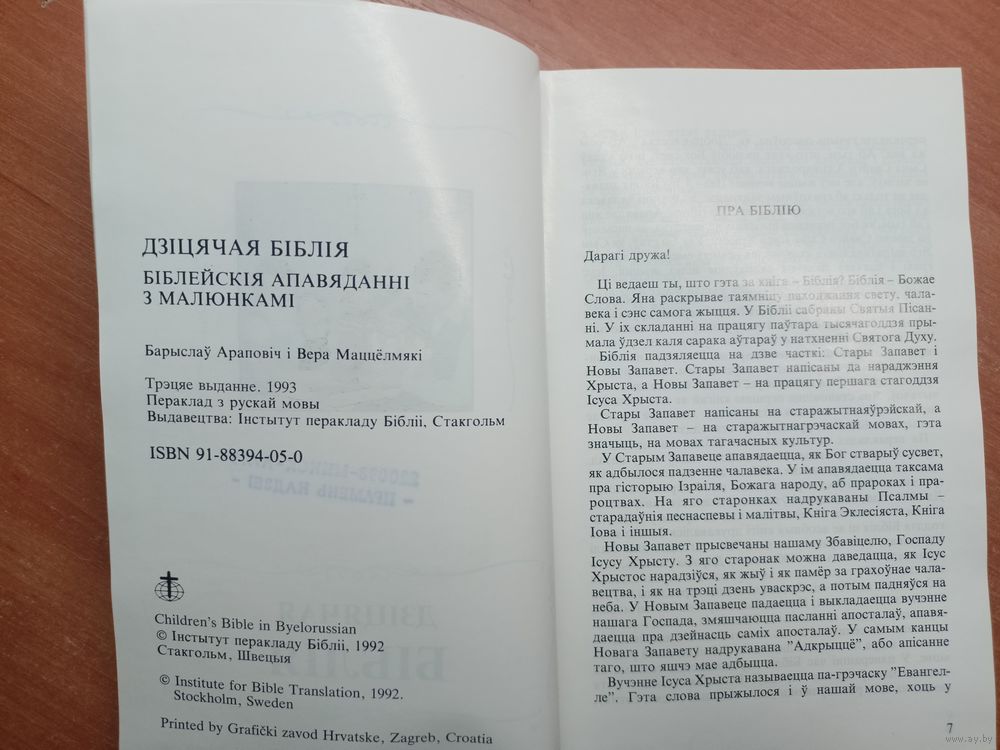 ДЗІЦЯЧАЯ БІБЛІЯ
БІБЛЕЙСКІЯ АПАВЯДАННІ
З МАЛЮНКАМІ
Барыслаў Араповіч і Вера Маццёлмякі
Трэцяе выданне. 1993
Пераклад з рускай мовы
Выдавецтва: Інстытут перакладу Бібліі, Стакгольм
ISBN 91-88394-05-0
Children's Bible in Byelorussian
© Інстытут перакладу Бібліі, 1992
Стакгольм, Швецыя
© Institute for Bible Translation, 1992.
Stockholm, Sweden
Printed by Grafički zavod Hrvatske, Zagreb, Croatia
ПРА БІБЛІЮ
Дарагі дружа!
Ці ведаеш ты, што гэта за кніга – Біблія? Біблія – Божае
Слова. Яна раскрывае таямніцу паходжання свету, чала-
века і сэнс самога жыцця. У Бібліі сабраны Святыя Пісан-
ні. У іх складанні на працягу паўтара тысячагоддзя пры-
мала ўдзел каля сарака аўтараў у натхненні Святога Духу.
Біблія падзяляецца на дзве часткі: Стары Запавет і
Новы Запавет. Стары Запавет напісаны да нараджэння
Хрыста, а Новы Запавет – на працягу першага стагоддзя
Ісуса Хрыста.
Стары Запавет напісаны на старажытнаяўрэйскай, а
Новы Запавет – на старажытнагрэчаскай мовах, гэта
значыць, на мовах тагачасных культур.
У Старым Запавеце апавядаецца, як Бог стварыў сусвет,
як адбылося падзенне чалавека. У ім апавядаецца таксама
пра гісторыю Ізраіля, Божага народу, аб прароках і пра-
роцтвах. На яго старонках надрукаваны Псалмы –
старадаўнія песнаспевы і малітвы, Кніга Эклесіяста, Кніга
Іова і іншыя.
Новы Запавет прысвечаны нашаму Збавіцелю, Госпаду
Ісусу Хрысту. З яго старонак можна даведацца, як Ісус
Хрыстос нарадзіўся, як жыў і як памёр за грахоўнае чала-
вецтва, і як на трэці дзень уваскрэс, а потым падняўся на
неба. У Новым Запавеце падаецца і выкладаецца вучэнне
нашага Госпада, змяшчаюцца пасланні апосталаў, апавя-
даецца пра дзейнасць саміх апосталаў. У самым канцы
Новага Запавету надрукавана "Адкрыццё", або апісанне
таго, што яшчэ мае адбыцца.
Вучэнне Ісуса Хрыста называецца па-грэчаску "Евангел-
ле". Гэта слова прыжылося і ў нашай мове, хоць у
7
www.ay.by